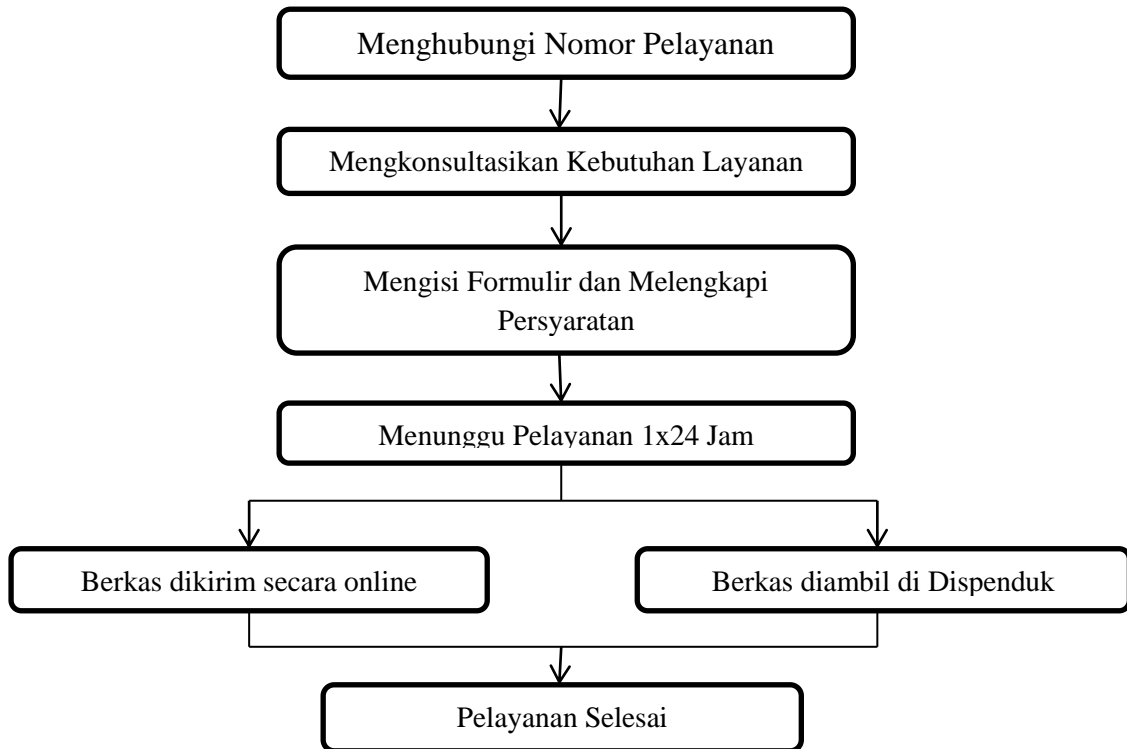 Menghubungi Nomor Pelayanan
Mengkonsultasikan Kebutuhan Layanan
Mengisi Formulir dan Melengkapi
Persyaratan
Menunggu Pelayanan 1x24 Jam
Berkas dikirim secara online
Berkas diambil di Dispenduk
Pelayanan Selesai